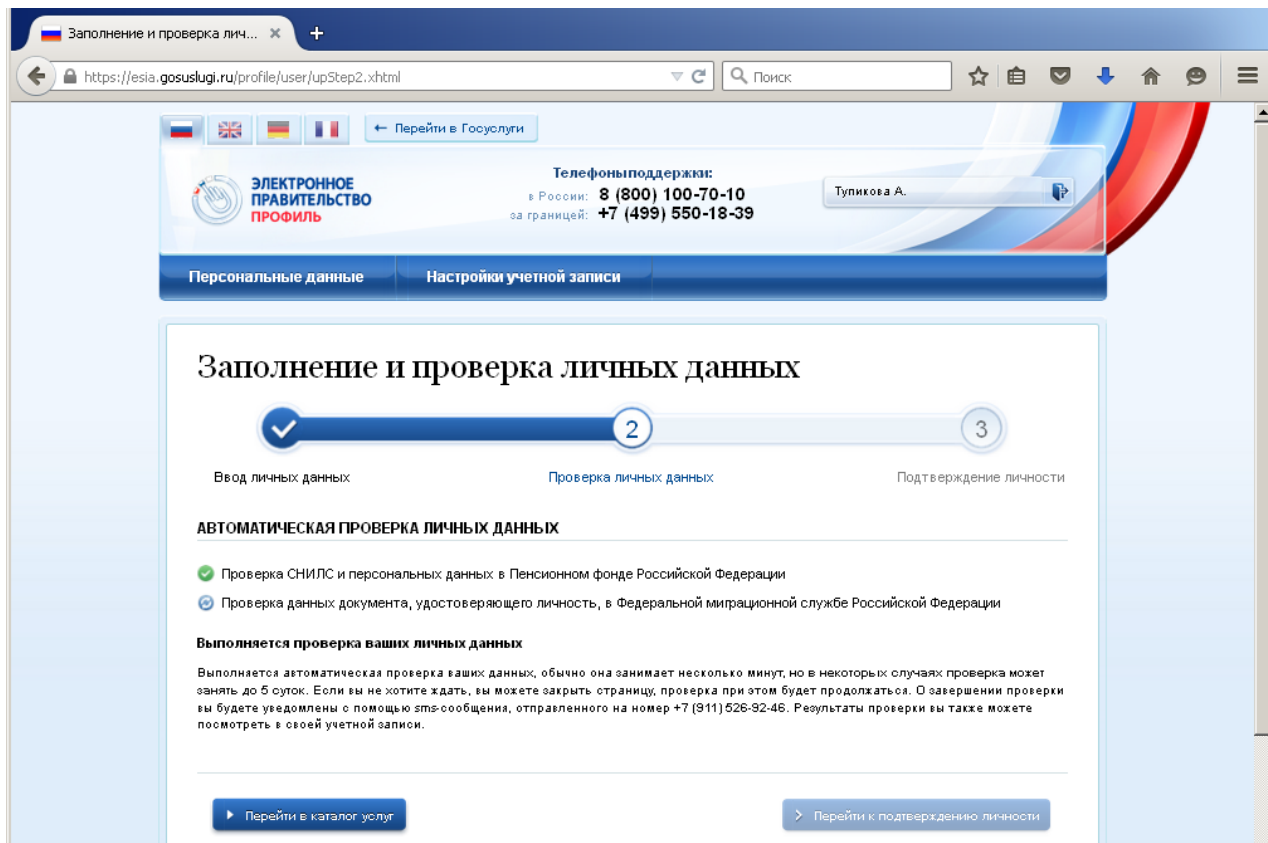 Заполнение и проверка лич...
https://esia.gosuslugi.ru/profile/user/upStep2.xhtml
Поиск
← Перейти в Госуслуги
ЭЛЕКТРОННОЕ
ПРАВИТЕЛЬСТВО
ПРОФИЛЬ
Телефоныподдержки:
в России: 8 (800) 100-70-10
за границей: +7 (499) 550-18-39
Тупикова А.
Персональные данные
Настройки учетной записи
Заполнение и проверка личных данных
2
3
Ввод личных данных
Проверка личных данных
Подтверждение личности
АВТОМАТИЧЕСКАЯ ПРОВЕРКА ЛИЧНЫХ ДАННЫХ
Проверка СНИЛС и персональных данных в Пенсионном фонде Российской Федерации
Проверка данных документа, удостоверяющего личность, в Федеральной миграционной службе Российской Федерации
Выполняется проверка ваших личных данных
Выполняется автоматическая проверка ваших данных, обычно она занимает несколько минут, но в некоторых случаях проверка может
занять до 5 суток. Если вы не хотите ждать, вы можете закрыть страницу, проверка при этом будет продолжаться. О завершении проверки
вы будете уведомлены с помощью sms-сообщения, отправленного на номер +7 (911) 526-92-46. Результаты проверки вы также можете
посмотреть в своей учетной записи.
Перейти в каталог услуг
Перейти к подтверждению личности